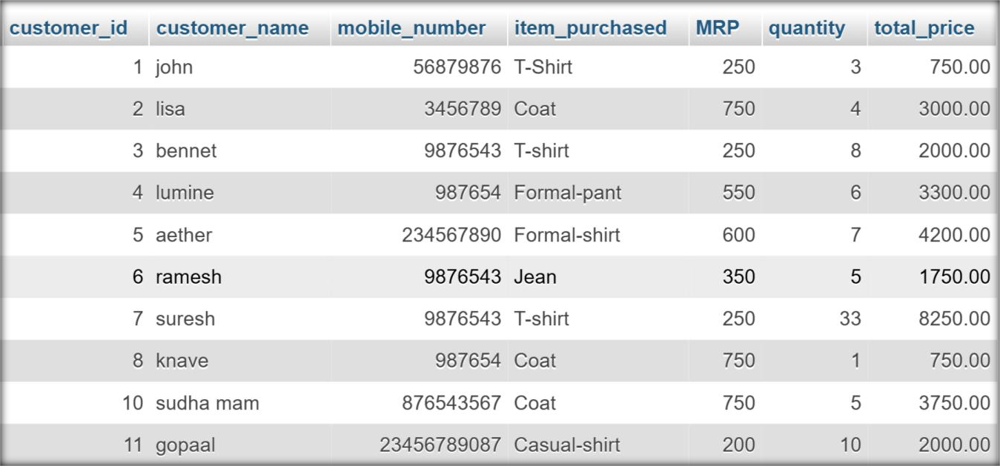 customer_id customer_name mobile_number item_purchased MRP quantity total_price
1 john 56879876 T-Shirt 250 3 750.00
2 lisa 3456789 Coat 750 4 3000.00
3 bennet 9876543 T-shirt 250 8 2000.00
4 lumine 987654 Formal-pant 550 6 3300.00
5 aether 234567890 Formal-shirt 600 7 4200.00
6 ramesh 9876543 Jean 350 5 1750.00
7 suresh 9876543 T-shirt 250 33 8250.00
8 knave 987654 Coat 750 1 750.00
10 sudha mam 876543567 Coat 750 5 3750.00
11 gopaal 23456789087 Casual-shirt 200 10 2000.00